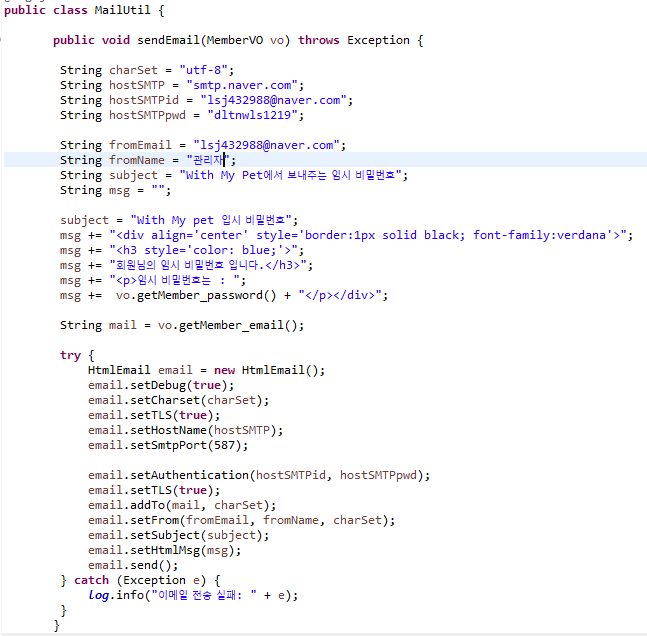 public class MailUtil {
public void sendEmail(MemberVO vo) throws Exception {
String charSet = "utf-8";
String hostSMTP = "smtp.naver.com";
String hostSMTPid = "lsj432988@naver.com";
String hostSMTPpwd = "dltnwls1219";
String fromEmail = "lsj432988@naver.com";
String fromName = "관리자";
String subject = "With My Pet에서 보내주는 임시 비밀번호";
String msg = "";
subject = "With My pet 임시 비밀번호";
msg += "<div align='center' style='border:1px solid black; font-family:verdana'>";
msg += "<h3 style='color: blue;'>";
msg += "회원님의 임시 비밀번호 입니다.</h3>";
msg += "<p>임시 비밀번호는 : ";
msg +=  vo.getMember_password() + "</p></div>";
String mail = vo.getMember_email();
try {
HtmlEmail email = new HtmlEmail();
email.setDebug(true);
email.setCharset(charSet);
email.setTLS(true);
email.setHostName(hostSMTP);
email.setSmtpPort(587);
email.setAuthentication(hostSMTPid, hostSMTPpwd);
email.setTLS(true);
email.addTo(mail, charSet);
email.setFrom(fromEmail, fromName, charSet);
email.setSubject(subject);
email.setHtmlMsg(msg);
email.send();
} catch (Exception e) {
log.info("이메일 전송 실패: " + e);
}
}